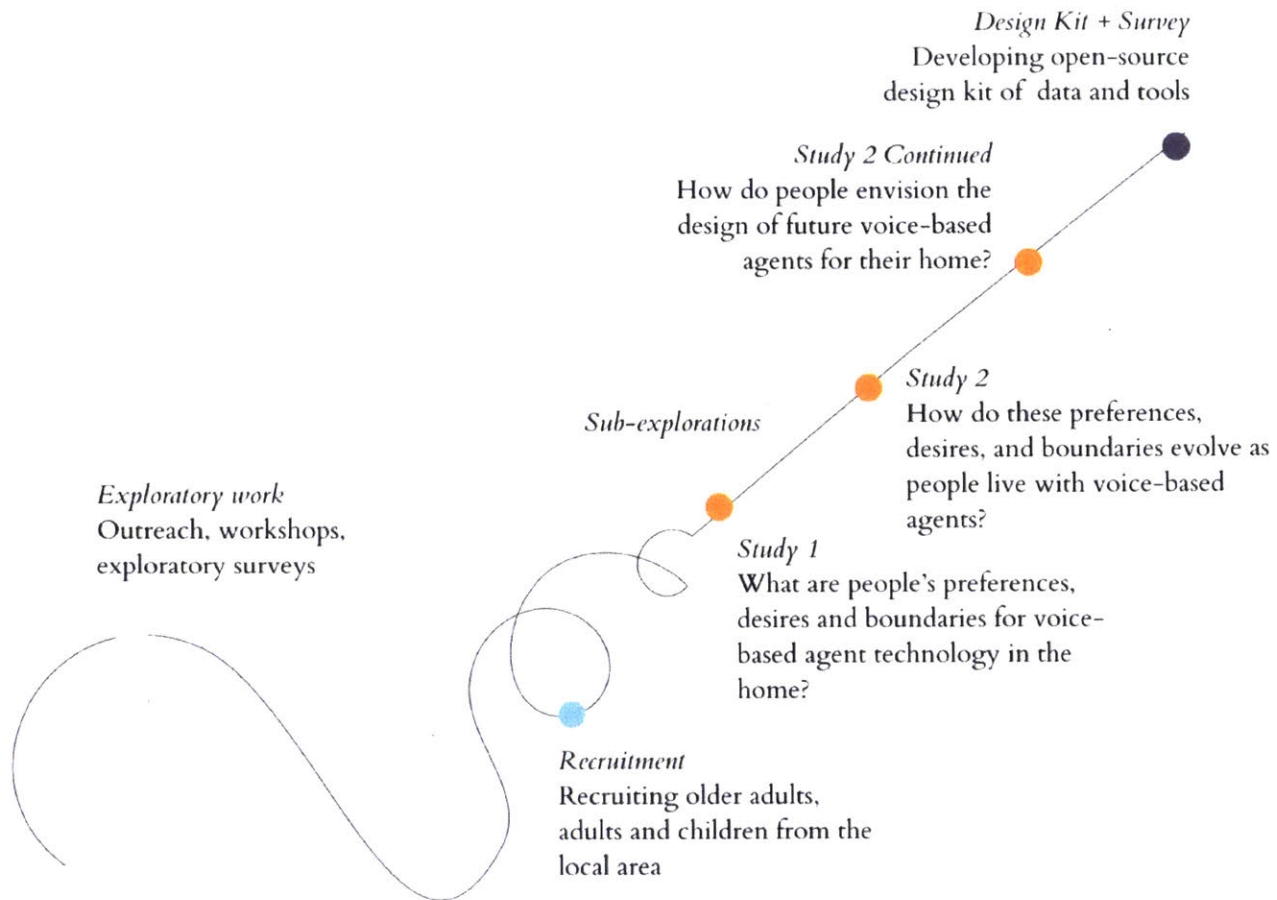 Design Kit + Survey
Developing open-source
design kit of data and tools
Study 2 Continued
How do people envision the
design of future voice-based
agents for their home?
Study 2
How do these preferences,
desires, and boundaries evolve as
people live with voice-based
agents?
Sub-explorations
Exploratory work
Outreach, workshops,
exploratory surveys
Study 1
What are people's preferences,
desires and boundaries for voice-
based agent technology in the
home?
Recruitment
Recruiting older adults,
adults and children from the
local area